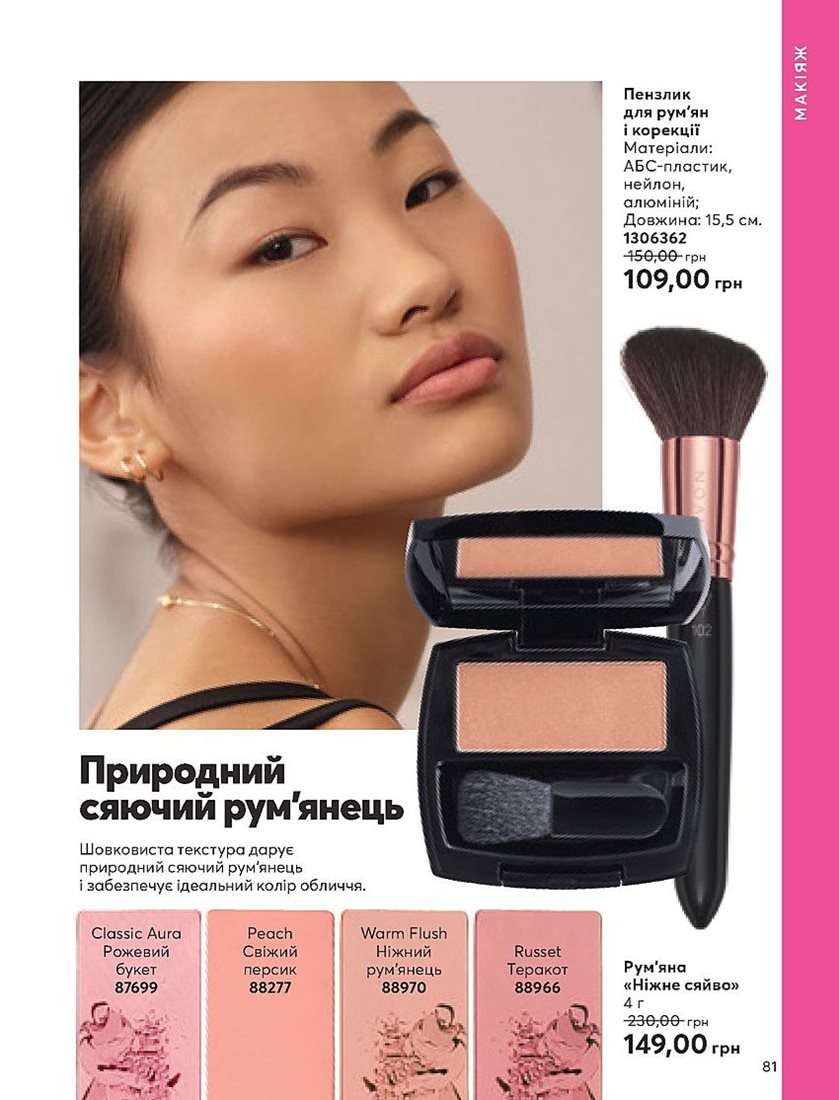 МАКІЯЖ
Пензлик
для рум'ян
і корекції
Матеріали:
АБС-пластик,
нейлон,
алюміній;
Довжина: 15,5 см.
1306362
150,00 грн
109,00 грн
AVON
102
Природний
сяючий рум'янець
Шовковиста текстура дарує
природний сяючий рум'янець
і забезпечує ідеальний колір обличчя.
Classic Aura
Рожевий
букет
87699
Peach
Свіжий
персик
88277
Warm Flush
Ніжний
рум'янець
88970
Russet
Теракот
88966
Рум'яна
«Ніжне сяйво»
4 г
230,00 грн
149,00 грн
81